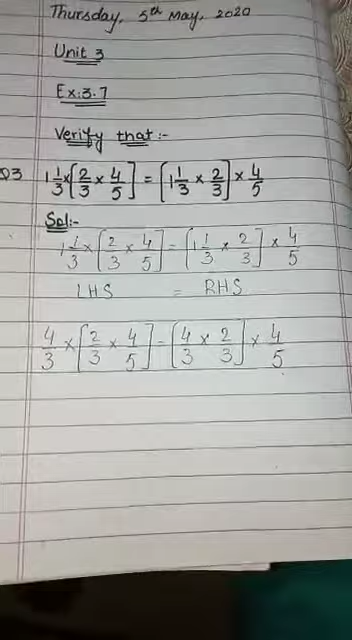 Thursday, 5th May, 2020
Unit 3
Ex:3.7
Verify that:-
Q3 1 1/3 × [2/3 × 4/5] = [1 1/3 × 2/3] × 4/5
Sol:-
1 1/3 × [2/3 × 4/5] = [1 1/3 × 2/3] × 4/5
LHS = RHS
4/3 × [2/3 × 4/5] = [4/3 × 2/3] × 4/5